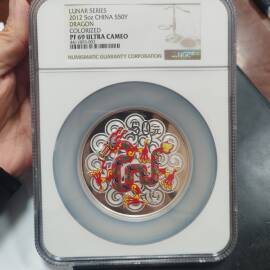 LUNAR SERIES
2012 5oz CHINA S50Y
DRAGON
COLORIZED
PF 69 ULTRA CAMEO
NGC
NUMISMATIC GUARANTY CORPORATION
50元